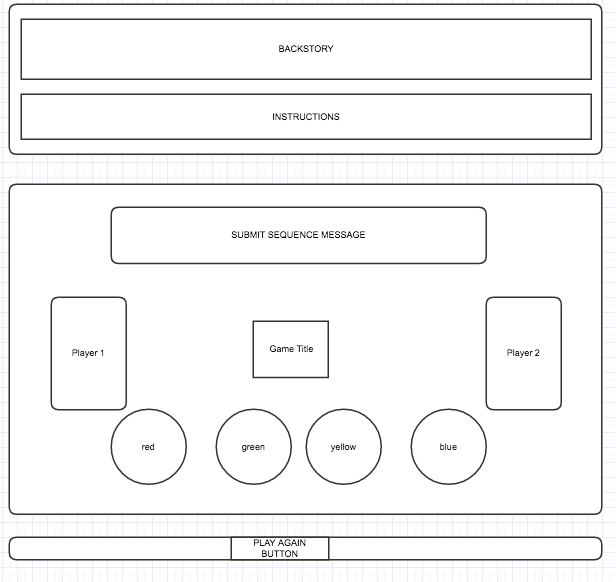 BACKSTORY
INSTRUCTIONS
SUBMIT SEQUENCE MESSAGE
Player 1
Game Title
Player 2
red
green
yellow
blue
PLAY AGAIN
BUTTON